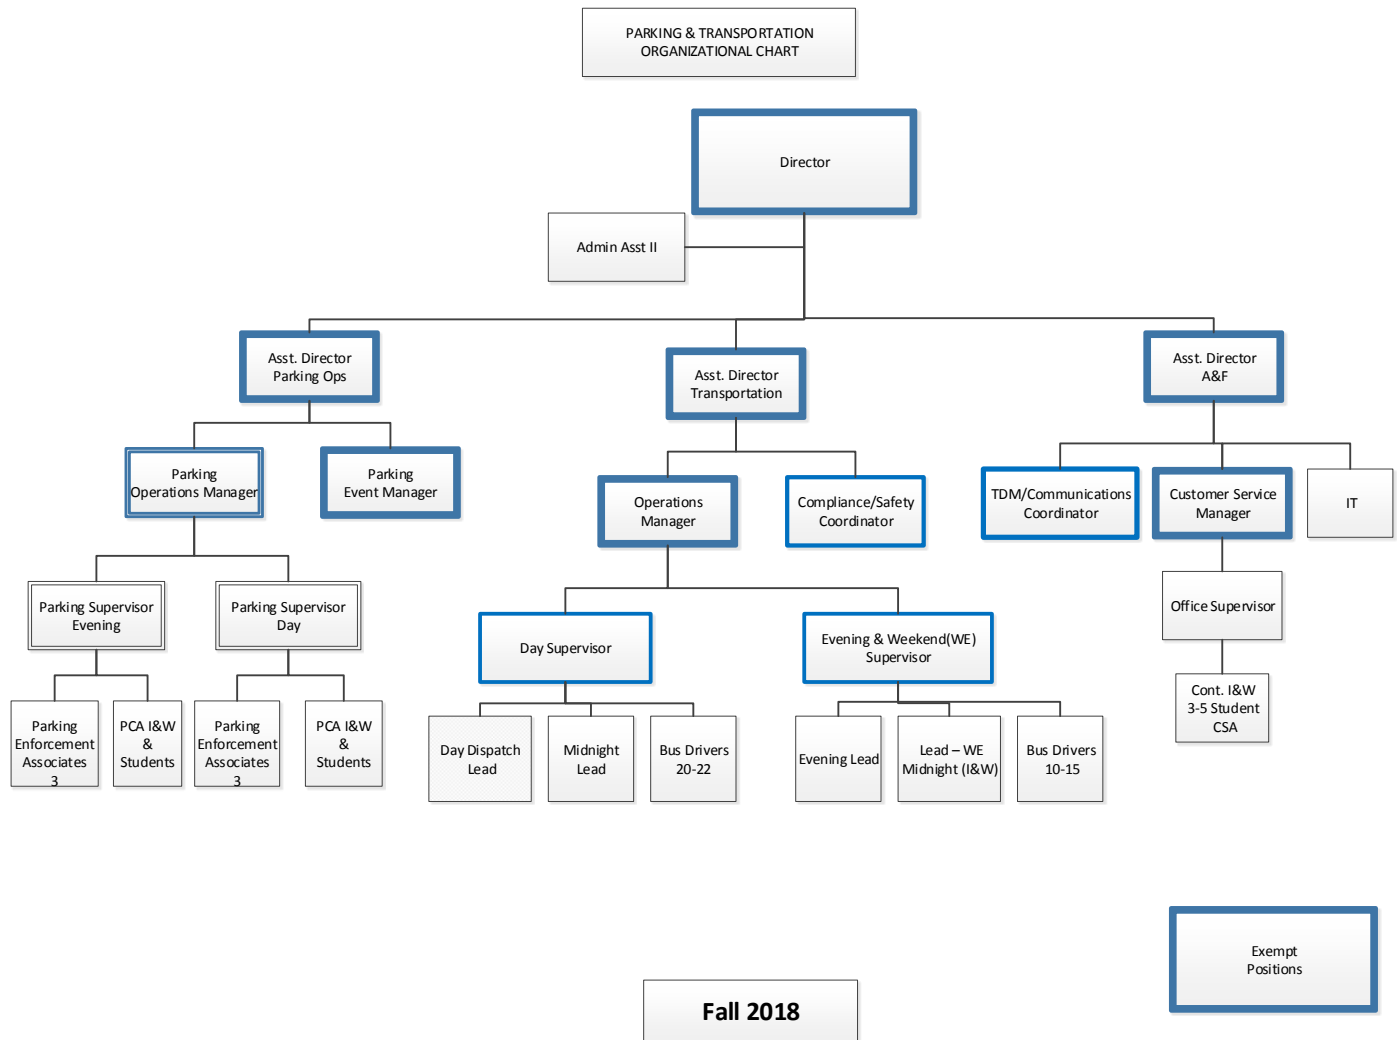 PARKING & TRANSPORTATION
ORGANIZATIONAL CHART
Director
Admin Asst II
Asst. Director
Parking Ops
Asst. Director
Transportation
Asst. Director
A&F
Parking
Operations Manager
Parking
Event Manager
Operations
Manager
Compliance/Safety
Coordinator
TDM/Communications
Coordinator
Customer Service
Manager
IT
Parking Supervisor
Evening
Parking Supervisor
Day
Day Supervisor
Evening & Weekend(WE)
Supervisor
Office Supervisor
Parking
Enforcement
Associates
3
PCA I&W
&
Students
Parking
Enforcement
Associates
3
PCA I&W
&
Students
Day Dispatch
Lead
Midnight
Lead
Bus Drivers
20-22
Evening Lead
Lead – WE
Midnight (I&W)
Bus Drivers
10-15
Cont. I&W
3-5 Student
CSA
Exempt
Positions
Fall 2018